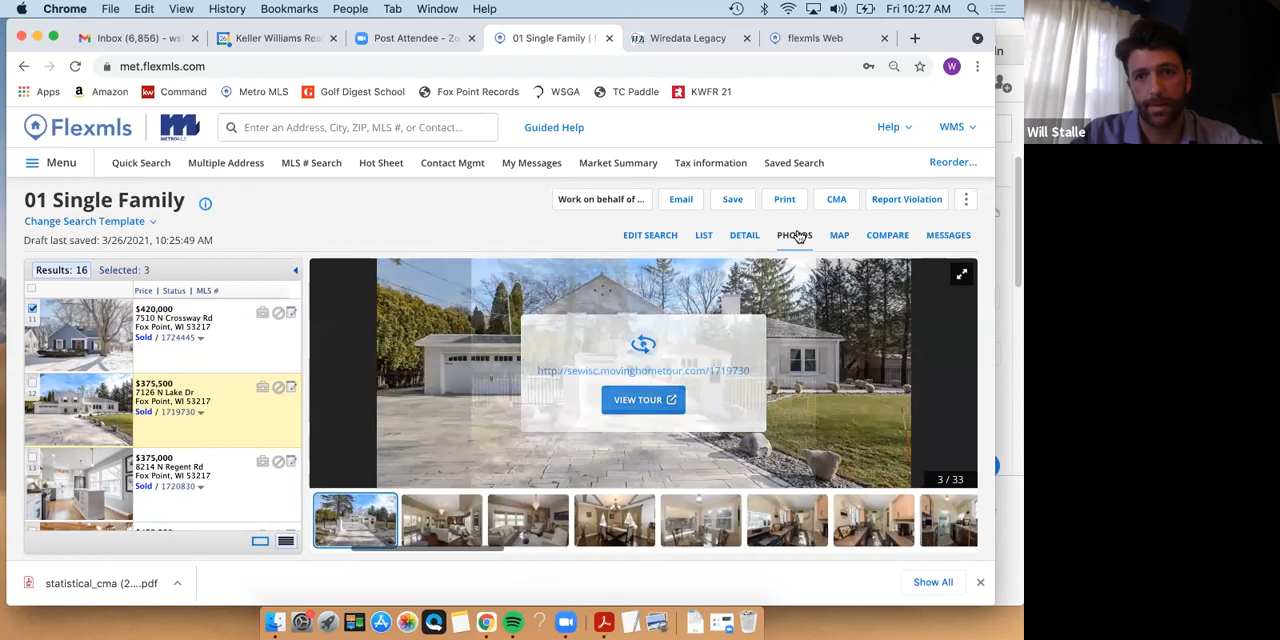 Chrome File Edit View History Bookmarks People Tab Window Help Fri 10:27 AM
Inbox (6,856) - ws Keller Williams Rea Post Attendee - Zo 01 Single Family | f Wiredata Legacy flexmls Web
met.flexmls.com W
Apps Amazon Command Metro MLS Golf Digest School Fox Point Records WSGA TC Paddle KWFR 21
Flexmls Enter an Address, City, ZIP, MLS #, or Contact... Guided Help Help WMS
Menu Quick Search Multiple Address MLS # Search Hot Sheet Contact Mgmt My Messages Market Summary Tax information Saved Search Reorder...
01 Single Family Work on behalf of ... Email Save Print CMA Report Violation
Change Search Template
Draft last saved: 3/26/2021, 10:25:49 AM
EDIT SEARCH LIST DETAIL PHOTOS MAP COMPARE MESSAGES
Results: 16 Selected: 3
Price | Status | MLS #
11
$420,000
7510 N Crossway Rd
Fox Point, WI 53217
Sold / 1724445
12
$375,500
7126 N Lake Dr
Fox Point, WI 53217
Sold / 1719730
13
$375,000
8214 N Regent Rd
Fox Point, WI 53217
Sold / 1720830
http://sewisc.movinghometour.com/1719730
VIEW TOUR
3 / 33
statistical_cma (2....pdf Show All
Will Stalle